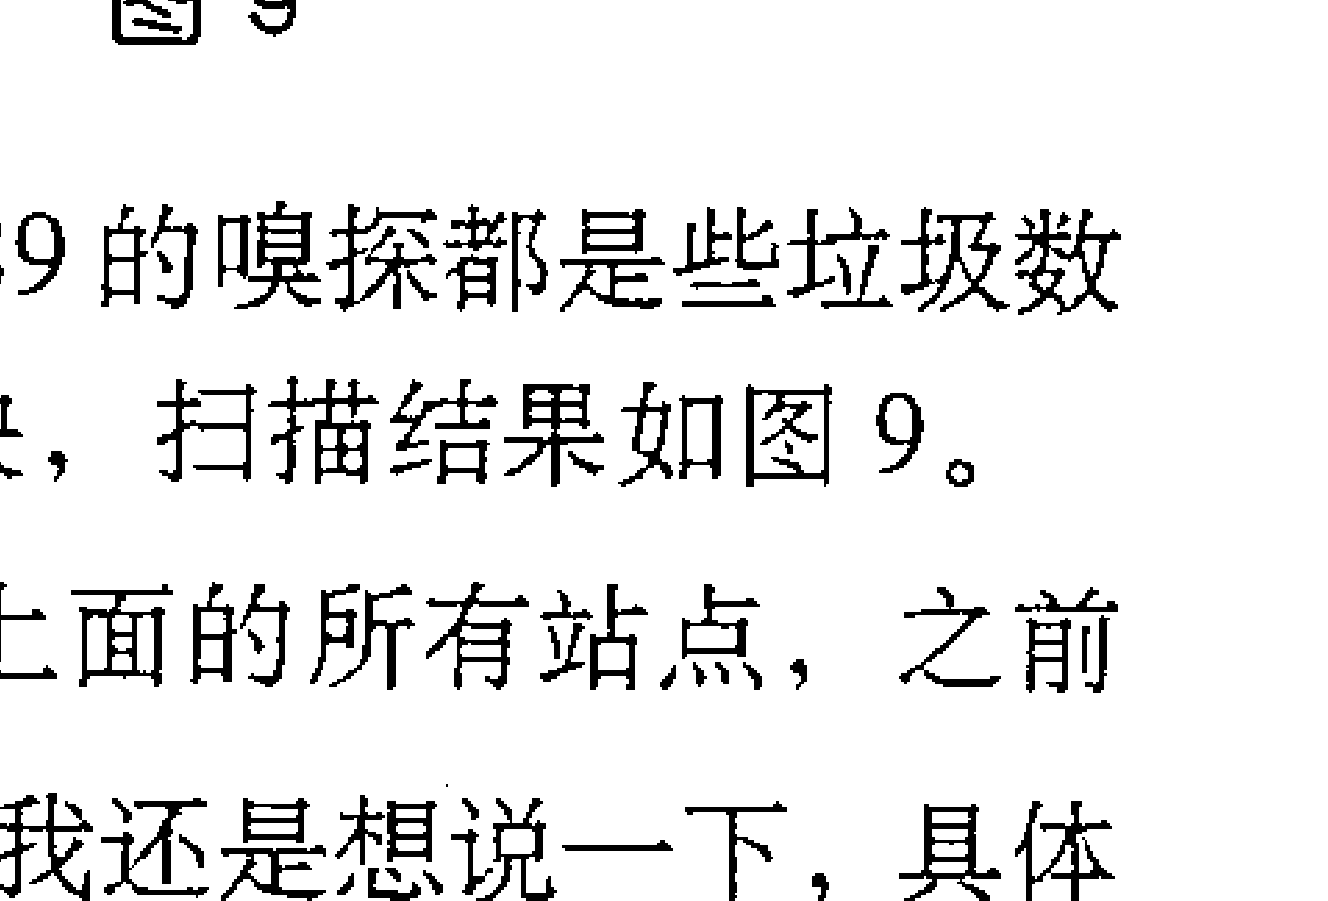 图 9
9 的嗅探都是些垃圾数
，扫描结果如图 9。
上面的所有站点，之前
我还是想说一下，具体